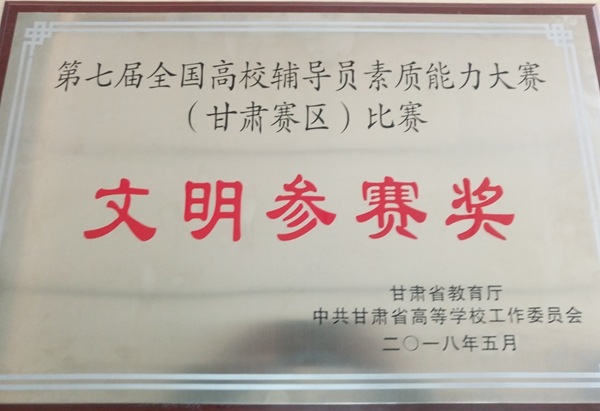 第七届全国高校辅导员素质能力大赛
（甘肃赛区）比赛
文明参赛奖
甘肃省教育厅
中共甘肃省高等学校工作委员会
二〇一八年五月